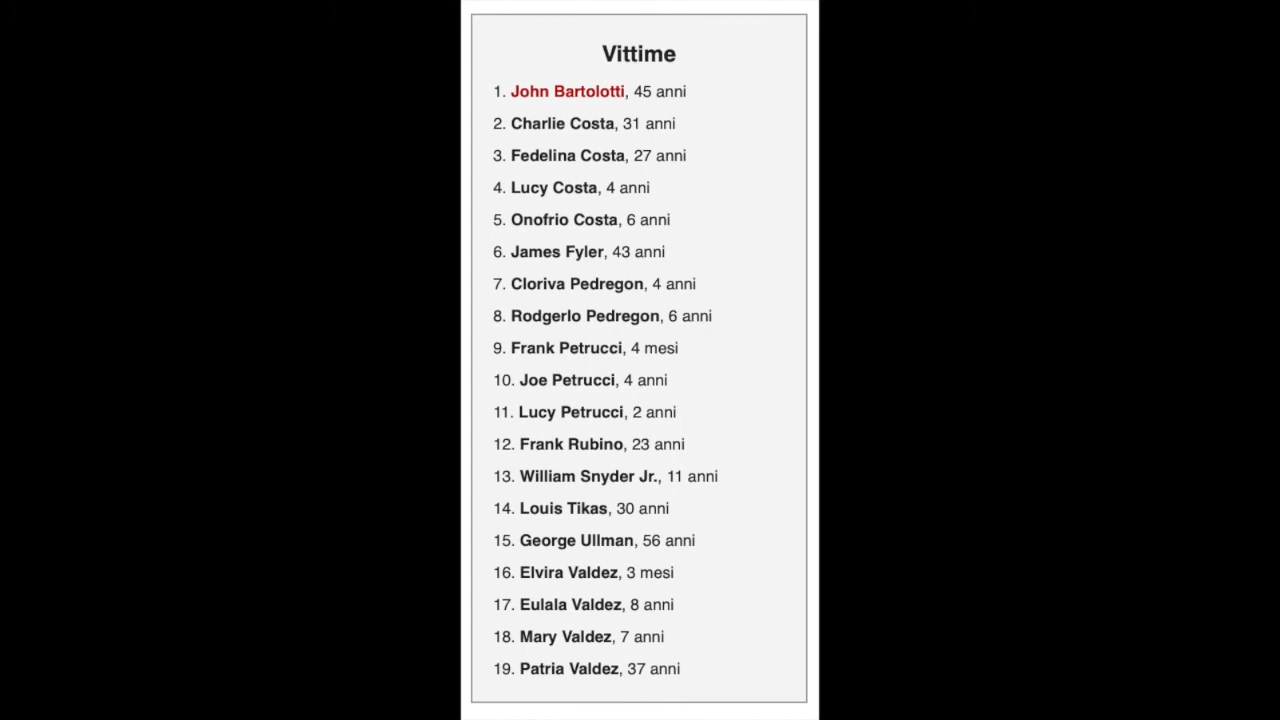 Vittime
1. John Bartolotti, 45 anni
2. Charlie Costa, 31 anni
3. Fedelina Costa, 27 anni
4. Lucy Costa, 4 anni
5. Onofrio Costa, 6 anni
6. James Fyler, 43 anni
7. Cloriva Pedregon, 4 anni
8. Rodgerlo Pedregon, 6 anni
9. Frank Petrucci, 4 mesi
10. Joe Petrucci, 4 anni
11. Lucy Petrucci, 2 anni
12. Frank Rubino, 23 anni
13. William Snyder Jr., 11 anni
14. Louis Tikas, 30 anni
15. George Ullman, 56 anni
16. Elvira Valdez, 3 mesi
17. Eulala Valdez, 8 anni
18. Mary Valdez, 7 anni
19. Patria Valdez, 37 anni